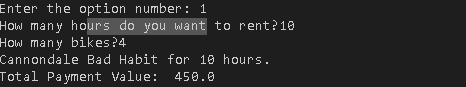 Enter the option number: 1
How many hours do you want to rent?10
How many bikes?4
Cannondale Bad Habit for 10 hours.
Total Payment Value:  450.0